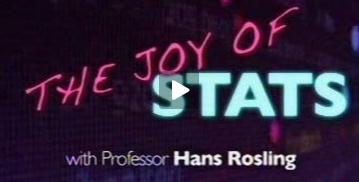 THE JOY OF
STATS
with Professor Hans Rosling